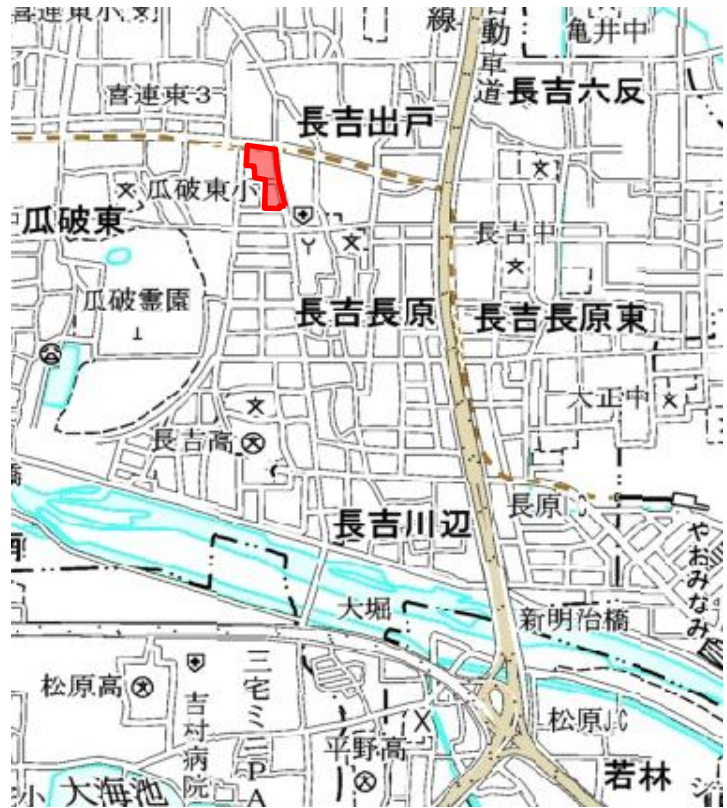 喜連東小
線
自動車道
亀井中
喜連東3
長吉出戸
長吉六反
瓜破東小
瓜破東
長吉中
瓜破霊園
長吉長原
長吉長原東
大正中
長吉高
長原
長吉川辺
やおみなみ
大堀
新明治橋
松原高
吉村病院
三宅ミニPA
松原JC
平野高
若林
大海池
小
シ
橋